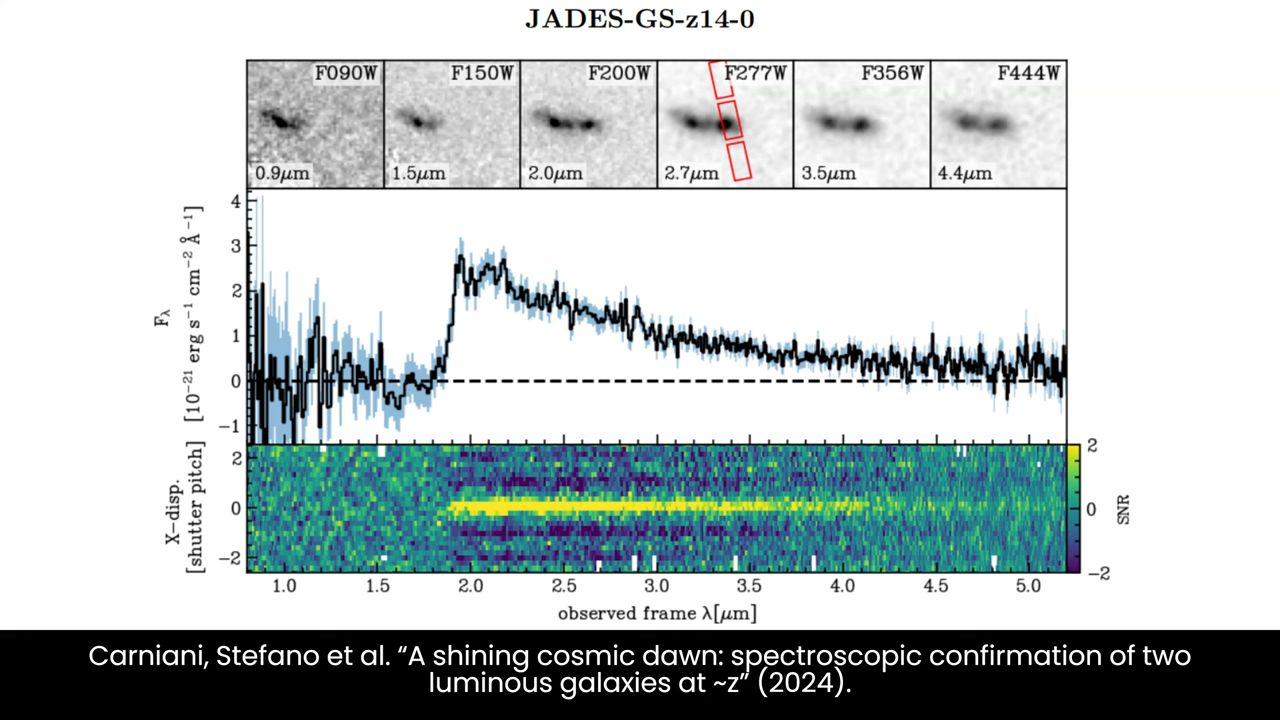 JADES-GS-z14-0
F090W F150W F200W F277W F356W F444W
0.9μm 1.5μm 2.0μm 2.7μm 3.5μm 4.4μm
Fλ
[10⁻²¹ erg s⁻¹ cm⁻² Å⁻¹]
4
3
2
1
0
−1
X−disp.
[shutter pitch]
2
0
−2
2
0
−2
SNR
1.0 1.5 2.0 2.5 3.0 3.5 4.0 4.5 5.0
observed frame λ[μm]
Carniani, Stefano et al. “A shining cosmic dawn: spectroscopic confirmation of two
luminous galaxies at ~z” (2024).